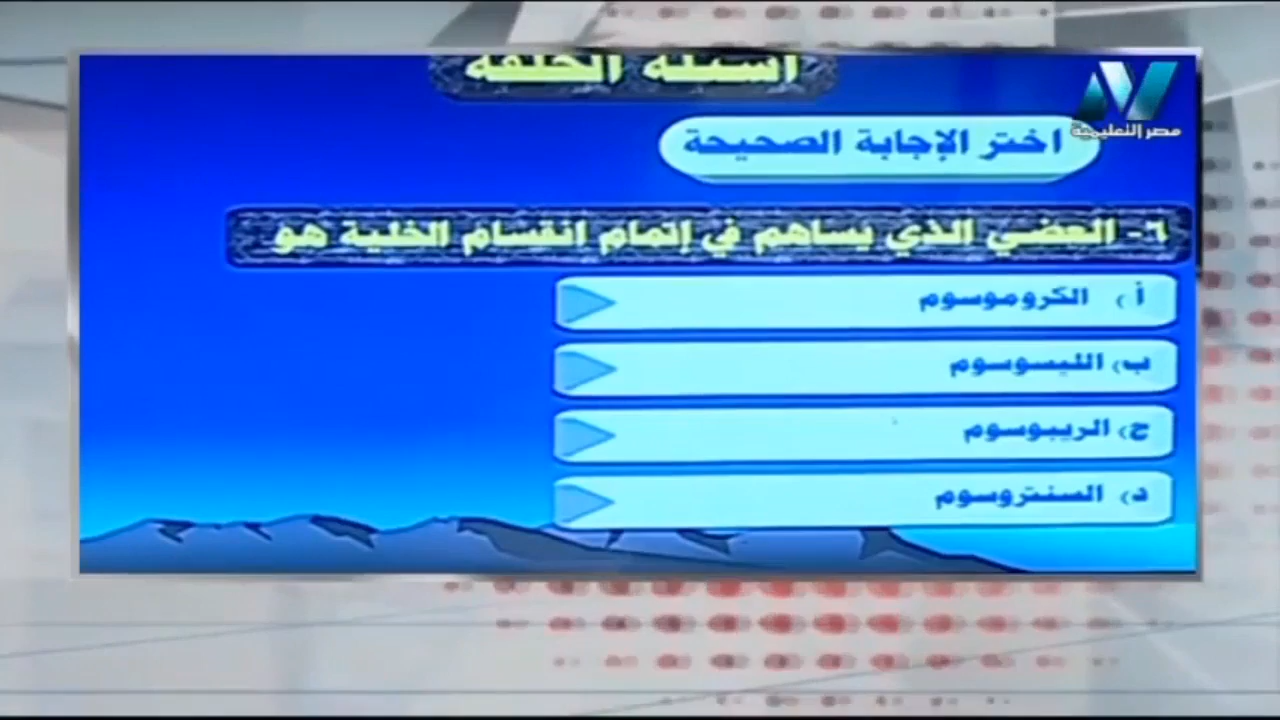 أسئلة الحلقة
مصر التعليمية
اختر الإجابة الصحيحة
٦- العضي الذي يساهم في إتمام انقسام الخلية هو
أ) الكروموسوم
ب) الليسوسوم
ج) الريبوسوم
د) السنتروسوم